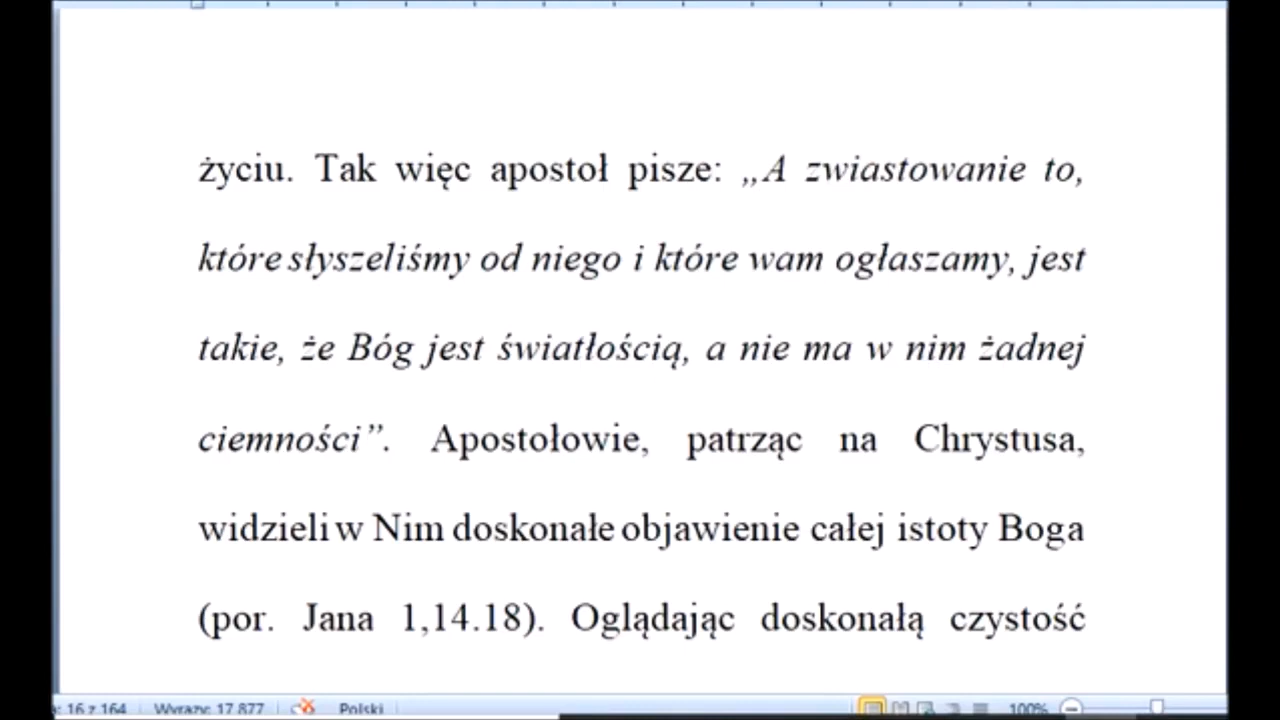 życiu. Tak więc apostoł pisze: „A zwiastowanie to,
które słyszeliśmy od niego i które wam ogłaszamy, jest
takie, że Bóg jest światłością, a nie ma w nim żadnej
ciemności”. Apostołowie, patrząc na Chrystusa,
widzieli w Nim doskonałe objawienie całej istoty Boga
(por. Jana 1,14.18). Oglądając doskonałą czystość
: 16 z 164 Wyrazy: 17 877 Polski 100%